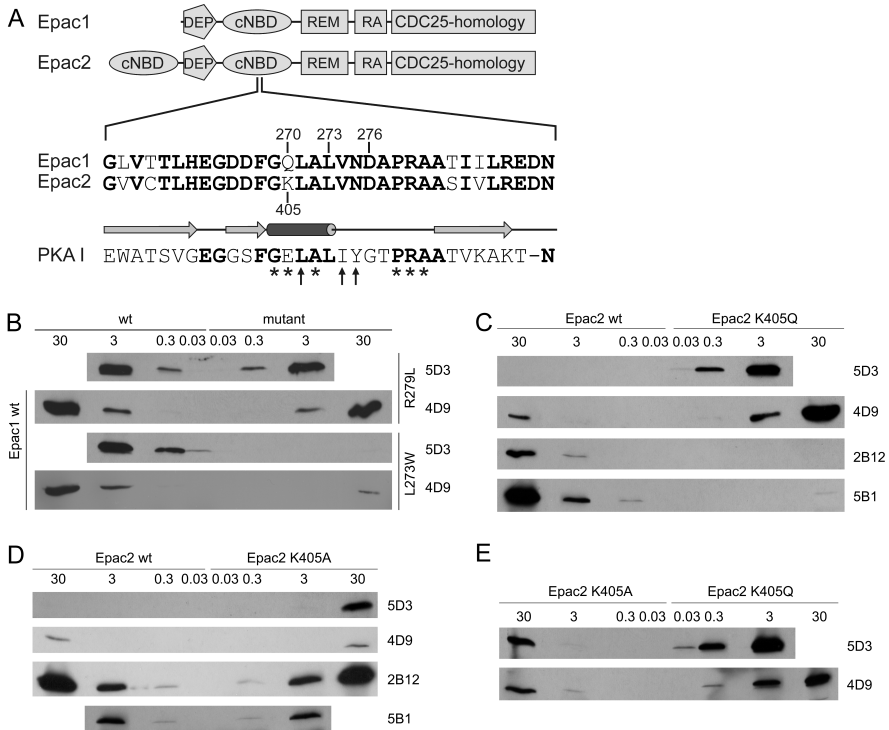 A
Epac1 DEP cNBD REM RA CDC25-homology
Epac2 cNBD DEP cNBD REM RA CDC25-homology
270 273 276
Epac1 GLVTTLHEGDDFGQLALVNDAPRAATIILREDN
Epac2 GVVCTLHEGDDFGKLALVNDAPRAASIVLREDN
405
PKA I EWATSVGEGGSFGELALIYGTPRAATVKAKT-N
* * * * * *
B
wt mutant
30 3 0.3 0.03 0.03 0.3 3 30
5D3
4D9
5D3
4D9
Epac1 wt
R279L
L273W
C
Epac2 wt Epac2 K405Q
30 3 0.3 0.03 0.03 0.3 3 30
5D3
4D9
2B12
5B1
D
Epac2 wt Epac2 K405A
30 3 0.3 0.03 0.03 0.3 3 30
5D3
4D9
2B12
5B1
E
Epac2 K405A Epac2 K405Q
30 3 0.3 0.03 0.03 0.3 3 30
5D3
4D9